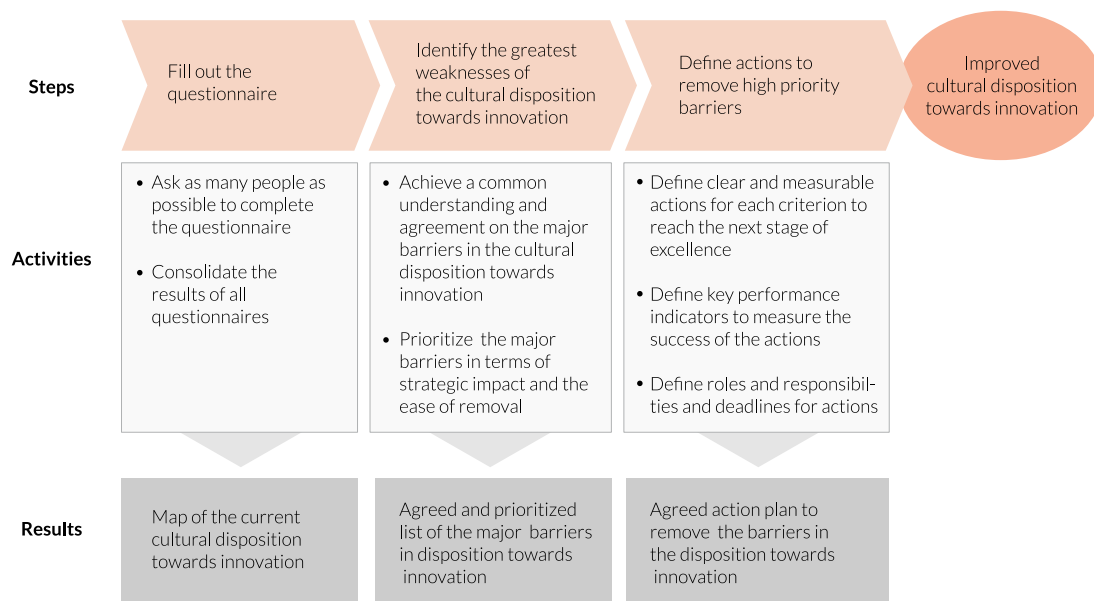 Steps
Fill out the
questionnaire
Identify the greatest
weaknesses of
the cultural disposition
towards innovation
Define actions to
remove high priority
barriers
Improved
cultural disposition
towards innovation
Activities
• Ask as many people as
possible to complete
the questionnaire
• Consolidate the
results of all
questionnaires
• Achieve a common
understanding and
agreement on the major
barriers in the cultural
disposition towards
innovation
• Prioritize the major
barriers in terms of
strategic impact and the
ease of removal
• Define clear and measurable
actions for each criterion to
reach the next stage of
excellence
• Define key performance
indicators to measure the
success of the actions
• Define roles and responsibil-
ties and deadlines for actions
Results
Map of the current
cultural disposition
towards innovation
Agreed and prioritized
list of the major barriers
in disposition towards
innovation
Agreed action plan to
remove the barriers in
the disposition towards
innovation